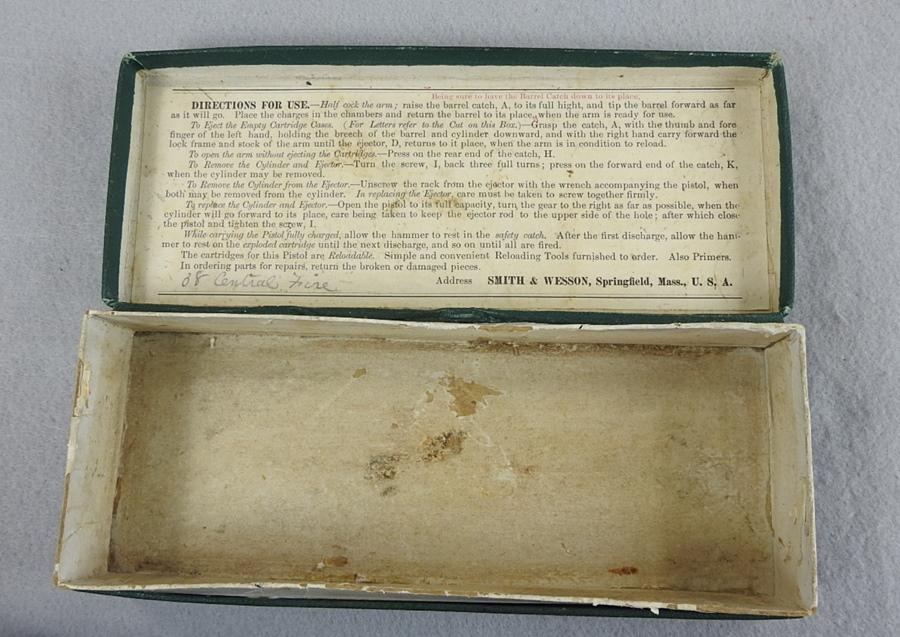 Being sure to have the Barrel Catch down to its place,
DIRECTIONS FOR USE.—Half cock the arm; raise the barrel catch, A, to its full hight, and tip the barrel forward as far
as it will go. Place the charges in the chambers and return the barrel to its place, when the arm is ready for use.
To Eject the Empty Cartridge Cases. (For Letters refer to the Cut on this Box.)—Grasp the catch, A, with the thumb and fore
finger of the left hand, holding the breech of the barrel and cylinder downward, and with the right hand carry forward the
lock frame and stock of the arm until the ejector, D, returns to it place, when the arm is in condition to reload.
To open the arm without ejecting the Cartridges.—Press on the rear end of the catch, H.
To Remove the Cylinder and Ejector.—Turn the screw, I, back three full turns; press on the forward end of the catch, K,
when the cylinder may be removed.
To Remove the Cylinder from the Ejector.—Unscrew the rack from the ejector with the wrench accompanying the pistol, when
both may be removed from the cylinder. In replacing the Ejector, care must be taken to screw together firmly.
To replace the Cylinder and Ejector.—Open the pistol to its full capacity, turn the gear to the right as far as possible, when the
cylinder will go forward to its place, care being taken to keep the ejector rod to the upper side of the hole; after which close
the pistol and tighten the screw, I.
While carrying the Pistol fully charged, allow the hammer to rest in the safety catch. After the first discharge, allow the ham-
mer to rest on the exploded cartridge until the next discharge, and so on until all are fired.
The cartridges for this Pistol are Reloadable. Simple and convenient Reloading Tools furnished to order. Also Primers.
In ordering parts for repairs, return the broken or damaged pieces.
38 Central Fire Address SMITH & WESSON, Springfield, Mass., U. S. A.